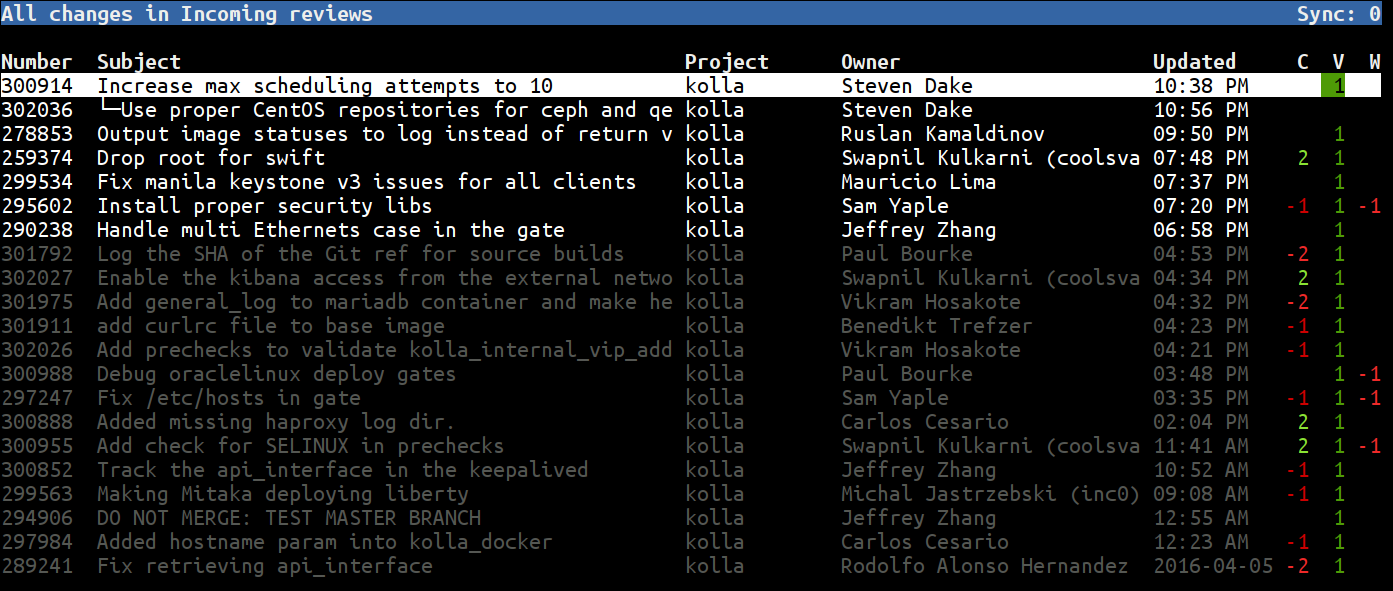 All changes in Incoming reviews Sync: 0
Number Subject Project Owner Updated C V W
300914 Increase max scheduling attempts to 10 kolla Steven Dake 10:38 PM 1
302036 └─Use proper CentOS repositories for ceph and qe kolla Steven Dake 10:56 PM
278853 Output image statuses to log instead of return v kolla Ruslan Kamaldinov 09:50 PM 1
259374 Drop root for swift kolla Swapnil Kulkarni (coolsva 07:48 PM 2 1
299534 Fix manila keystone v3 issues for all clients kolla Mauricio Lima 07:37 PM 1
295602 Install proper security libs kolla Sam Yaple 07:20 PM -1 1 -1
290238 Handle multi Ethernets case in the gate kolla Jeffrey Zhang 06:58 PM 1
301792 Log the SHA of the Git ref for source builds kolla Paul Bourke 04:53 PM -2 1
302027 Enable the kibana access from the external netwo kolla Swapnil Kulkarni (coolsva 04:34 PM 2 1
301975 Add general_log to mariadb container and make he kolla Vikram Hosakote 04:32 PM -2 1
301911 add curlrc file to base image kolla Benedikt Trefzer 04:23 PM -1 1
302026 Add prechecks to validate kolla_internal_vip_add kolla Vikram Hosakote 04:21 PM -1 1
300988 Debug oraclelinux deploy gates kolla Paul Bourke 03:48 PM 1 -1
297247 Fix /etc/hosts in gate kolla Sam Yaple 03:35 PM -1 1 -1
300888 Added missing haproxy log dir. kolla Carlos Cesario 02:04 PM 2 1
300955 Add check for SELINUX in prechecks kolla Swapnil Kulkarni (coolsva 11:41 AM 2 1 -1
300852 Track the api_interface in the keepalived kolla Jeffrey Zhang 10:52 AM -1 1
299563 Making Mitaka deploying liberty kolla Michal Jastrzebski (inc0) 09:08 AM -1 1
294906 DO NOT MERGE: TEST MASTER BRANCH kolla Jeffrey Zhang 12:55 AM 1
297984 Added hostname param into kolla_docker kolla Carlos Cesario 12:23 AM -1 1
289241 Fix retrieving api_interface kolla Rodolfo Alonso Hernandez 2016-04-05 -2 1